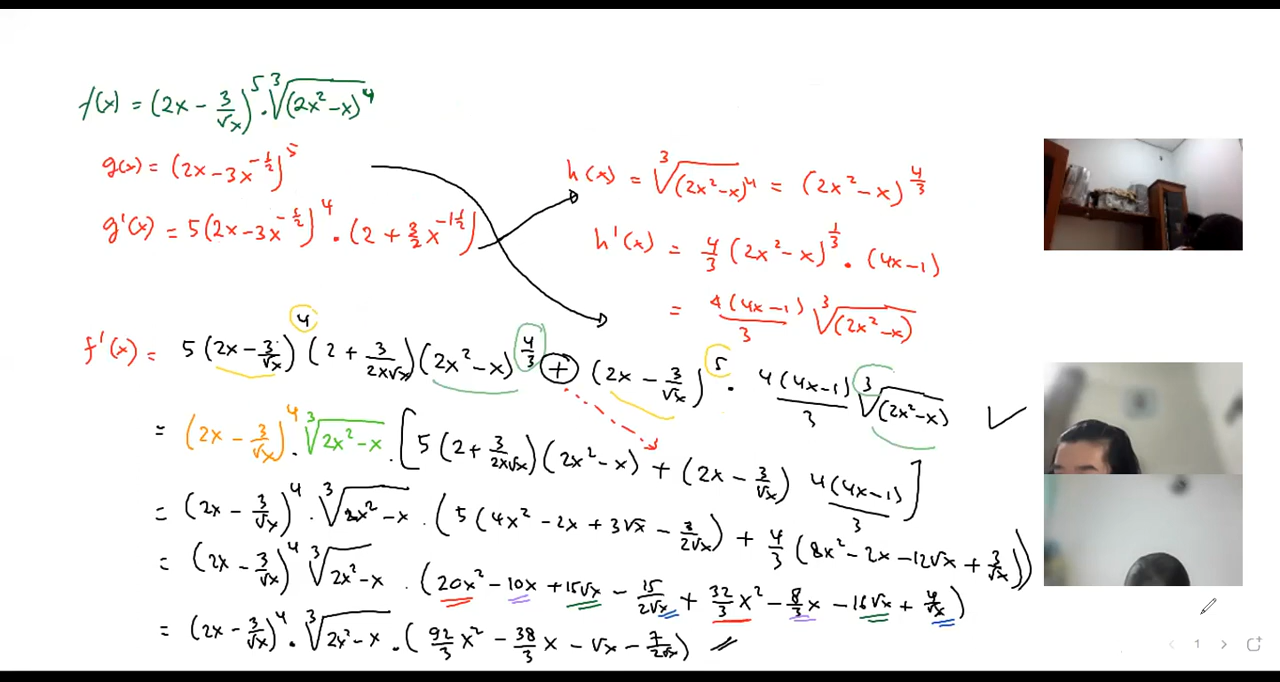 f(x) = (2x - 3/√x)^5 · ∛(2x² - x)^4
g(x) = (2x - 3x^(-1/2))^5
g'(x) = 5(2x - 3x^(-1/2))^4 · (2 + 3/2 x^(-1 1/2))
h(x) = ∛(2x² - x)^4 = (2x² - x)^(4/3)
h'(x) = 4/3 (2x² - x)^(1/3) · (4x - 1)
= 4(4x - 1)/3 ∛(2x² - x)
f'(x) = 5(2x - 3/√x)^4 (2 + 3/(2x√x))(2x² - x)^(4/3) + (2x - 3/√x)^5 · 4(4x - 1)/3 ∛(2x² - x) ✓
= (2x - 3/√x)^4 · ∛(2x² - x) · [5(2 + 3/(2x√x))(2x² - x) + (2x - 3/√x) 4(4x - 1)/3]
= (2x - 3/√x)^4 · ∛(2x² - x) · (5(4x² - 2x + 3√x - 3/(2√x)) + 4/3 (8x² - 2x - 12√x + 3/√x))
= (2x - 3/√x)^4 ∛(2x² - x) · (20x² - 10x + 15√x - 15/(2√x) + 32/3 x² - 8/3 x - 16√x + 4/√x)
= (2x - 3/√x)^4 · ∛(2x² - x) · (92/3 x² - 38/3 x - √x - 7/(2√x)) //
1